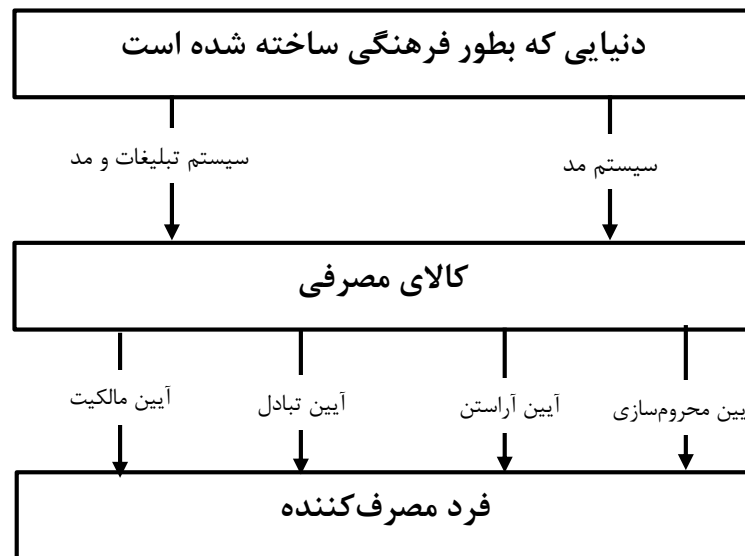 دنیایی که بطور فرهنگی ساخته شده است
سیستم مد
سیستم تبلیغات و مد
کالای مصرفی
یین محروم‌سازی
آیین آراستن
آیین تبادل
آیین مالکیت
فرد مصرف‌کننده